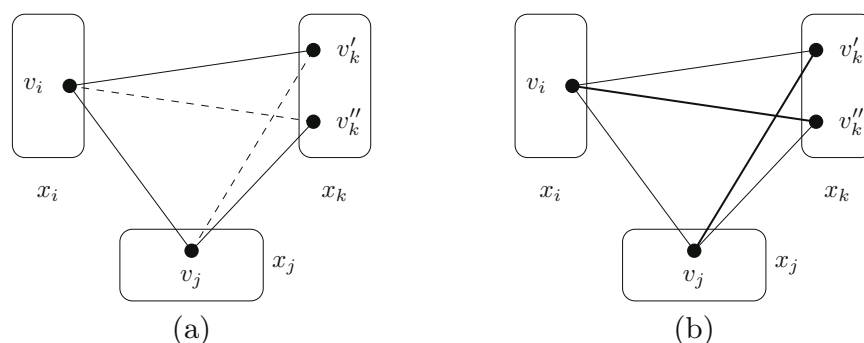 v_i v'_k v_i v'_k
v''_k v''_k
x_i x_k x_i x_k
x_j x_j
v_j v_j
(a) (b)